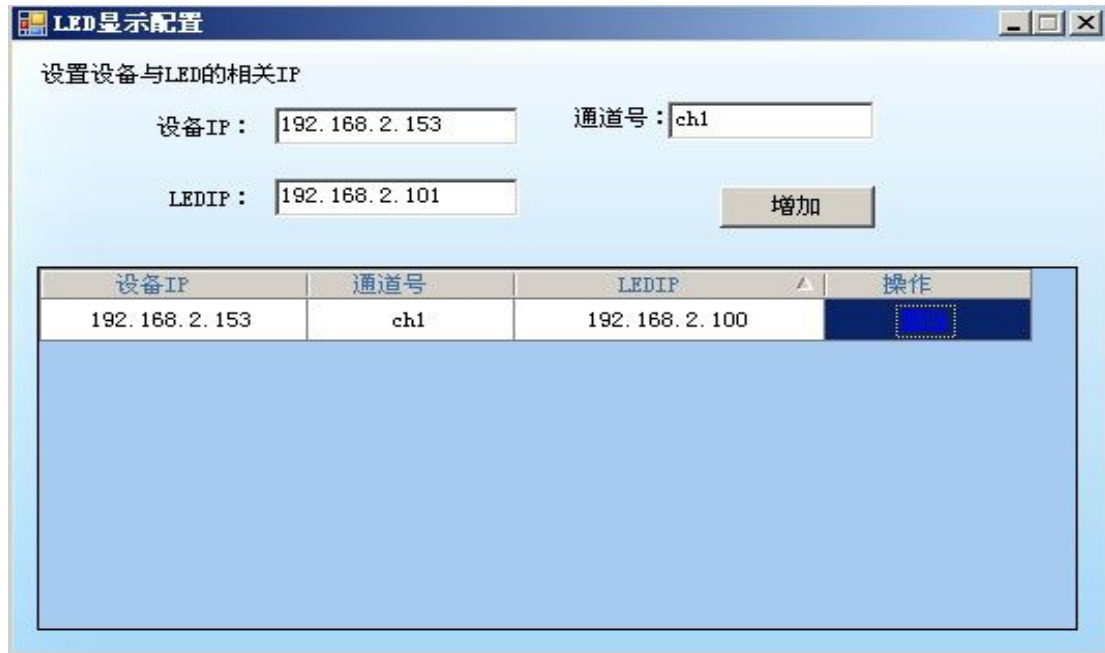 LED显示配置
设置设备与LED的相关IP
设备IP： 192.168.2.153 通道号：ch1
LEDIP： 192.168.2.101 增加
设备IP 通道号 LEDIP 操作
192.168.2.153 ch1 192.168.2.100